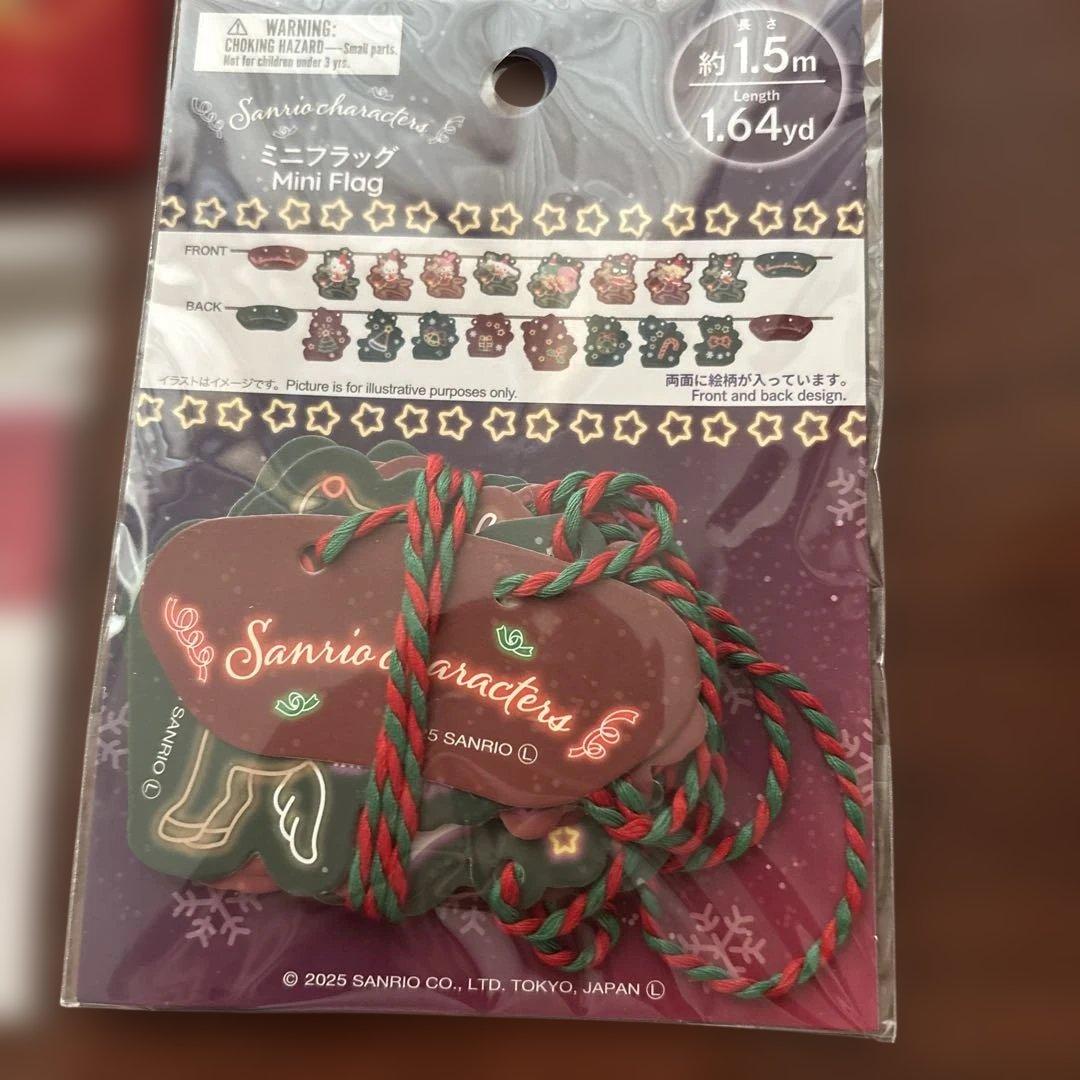 WARNING:
CHOKING HAZARD—Small parts.
Not for children under 3 yrs.
長さ
約1.5m
Length
1.64yd
Sanrio characters
ミニフラッグ
Mini Flag
FRONT
BACK
イラストはイメージです。Picture is for illustrative purposes only.
両面に絵柄が入っています。
Front and back design.
Sanrio characters
5 SANRIO Ⓛ
SANRIO Ⓛ
© 2025 SANRIO CO., LTD. TOKYO, JAPAN Ⓛ